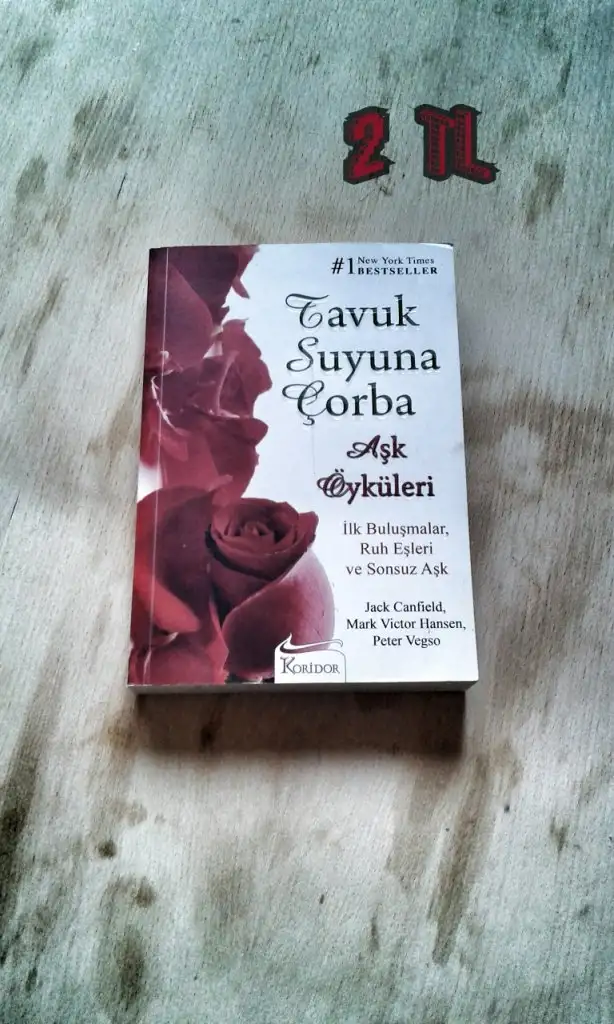 2 TL
#1 New York Times
BESTSELLER
Tavuk
Suyuna
Çorba
Aşk
Öyküleri
İlk Buluşmalar,
Ruh Eşleri
ve Sonsuz Aşk
Jack Canfield,
Mark Victor Hansen,
Peter Vegso
KORİDOR